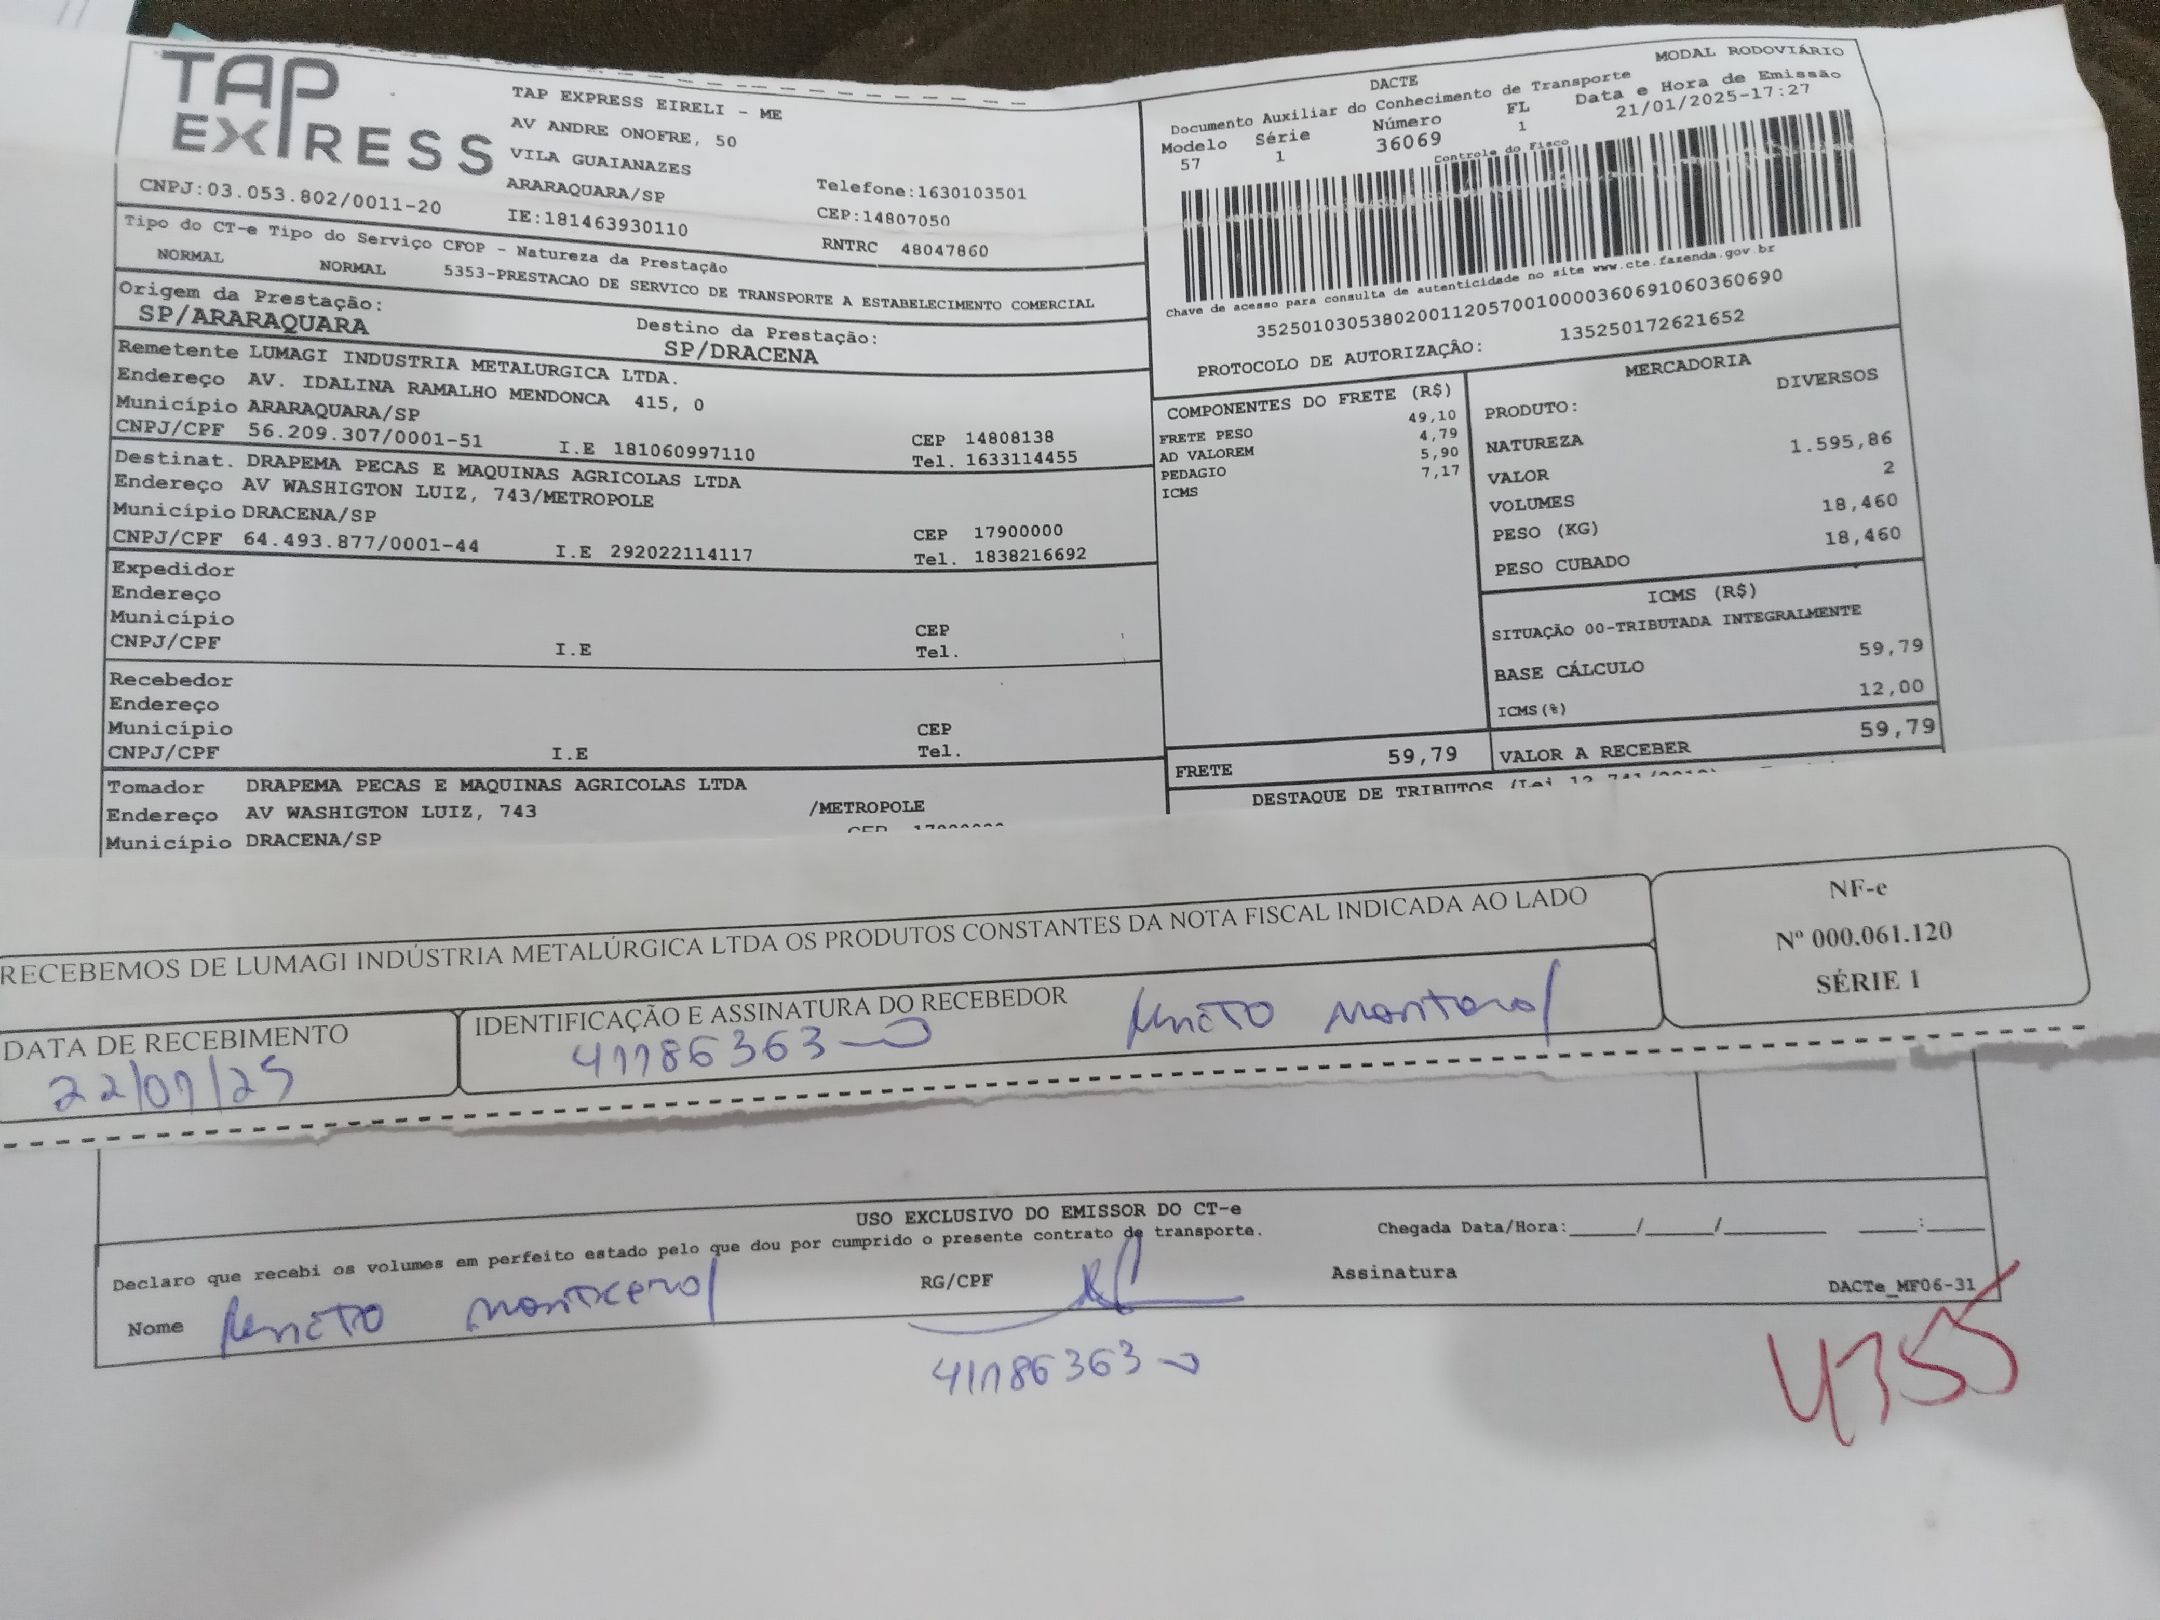 TAP EXPRESS
TAP EXPRESS EIRELI - ME
AV ANDRE ONOFRE, 50
VILA GUAIANAZES
ARARAQUARA/SP Telefone:1630103501
CNPJ:03.053.802/0011-20 IE:181463930110 CEP:14807050
RNTRC 48047860
Tipo do CT-e Tipo do Serviço CFOP - Natureza da Prestação
NORMAL NORMAL 5353-PRESTACAO DE SERVICO DE TRANSPORTE A ESTABELECIMENTO COMERCIAL
Origem da Prestação: Destino da Prestação:
SP/ARARAQUARA SP/DRACENA
Remetente LUMAGI INDUSTRIA METALURGICA LTDA.
Endereço AV. IDALINA RAMALHO MENDONCA 415, 0
Município ARARAQUARA/SP CEP 14808138
CNPJ/CPF 56.209.307/0001-51 I.E 181060997110 Tel. 1633114455
Destinat. DRAPEMA PECAS E MAQUINAS AGRICOLAS LTDA
Endereço AV WASHIGTON LUIZ, 743/METROPOLE
Município DRACENA/SP CEP 17900000
CNPJ/CPF 64.493.877/0001-44 I.E 292022114117 Tel. 1838216692
Expedidor
Endereço
Município CEP
CNPJ/CPF I.E Tel.
Recebedor
Endereço
Município CEP
CNPJ/CPF I.E Tel.
Tomador DRAPEMA PECAS E MAQUINAS AGRICOLAS LTDA
Endereço AV WASHIGTON LUIZ, 743 /METROPOLE
Município DRACENA/SP
DACTE MODAL RODOVIÁRIO
Documento Auxiliar do Conhecimento de Transporte
Modelo Série Número FL Data e Hora de Emissão
57 1 36069 1 21/01/2025-17:27
Controle do Fisco
Chave de acesso para consulta de autenticidade no site www.cte.fazenda.gov.br
35250103053802001120570010000360691060360690
PROTOCOLO DE AUTORIZAÇÂO: 135250172621652
COMPONENTES DO FRETE (R$)
FRETE PESO 49,10
AD VALOREM 4,79
PEDAGIO 5,90
ICMS 7,17
FRETE 59,79
MERCADORIA
PRODUTO: DIVERSOS
NATUREZA
VALOR 1.595,86
VOLUMES 2
PESO (KG) 18,460
PESO CUBADO 18,460
ICMS (R$)
SITUAÇÃO 00-TRIBUTADA INTEGRALMENTE
BASE CÁLCULO 59,79
ICMS(%) 12,00
VALOR A RECEBER 59,79
DESTAQUE DE TRIBUTOS
RECEBEMOS DE LUMAGI INDÚSTRIA METALÚRGICA LTDA OS PRODUTOS CONSTANTES DA NOTA FISCAL INDICADA AO LADO
NF-e
Nº 000.061.120
SÉRIE 1
DATA DE RECEBIMENTO
22/01/25
IDENTIFICAÇÃO E ASSINATURA DO RECEBEDOR
41186363
USO EXCLUSIVO DO EMISSOR DO CT-e
Declaro que recebi os volumes em perfeito estado pelo que dou por cumprido o presente contrato de transporte. Chegada Data/Hora:_____/_____/_______ ____:____
Nome RG/CPF Assinatura
DACTe_MF06-31
41186363
4355